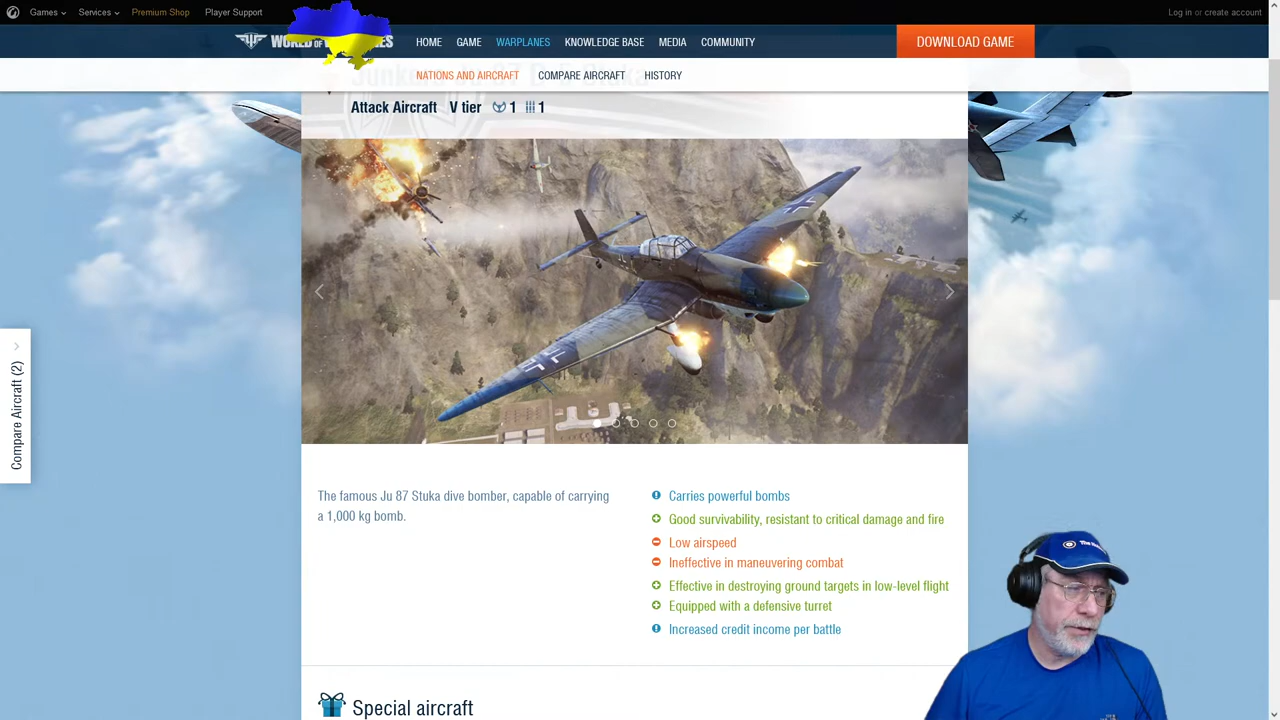 Games
Services
Premium Shop
Player Support
Log in or create account
WORLD OF
HOME
GAME
WARPLANES
KNOWLEDGE BASE
MEDIA
COMMUNITY
DOWNLOAD GAME
NATIONS AND AIRCRAFT
COMPARE AIRCRAFT
HISTORY
Attack Aircraft V tier 1 1
Compare Aircraft (2)
The famous Ju 87 Stuka dive bomber, capable of carrying
a 1,000 kg bomb.
Carries powerful bombs
Good survivability, resistant to critical damage and fire
Low airspeed
Ineffective in maneuvering combat
Effective in destroying ground targets in low-level flight
Equipped with a defensive turret
Increased credit income per battle
Special aircraft